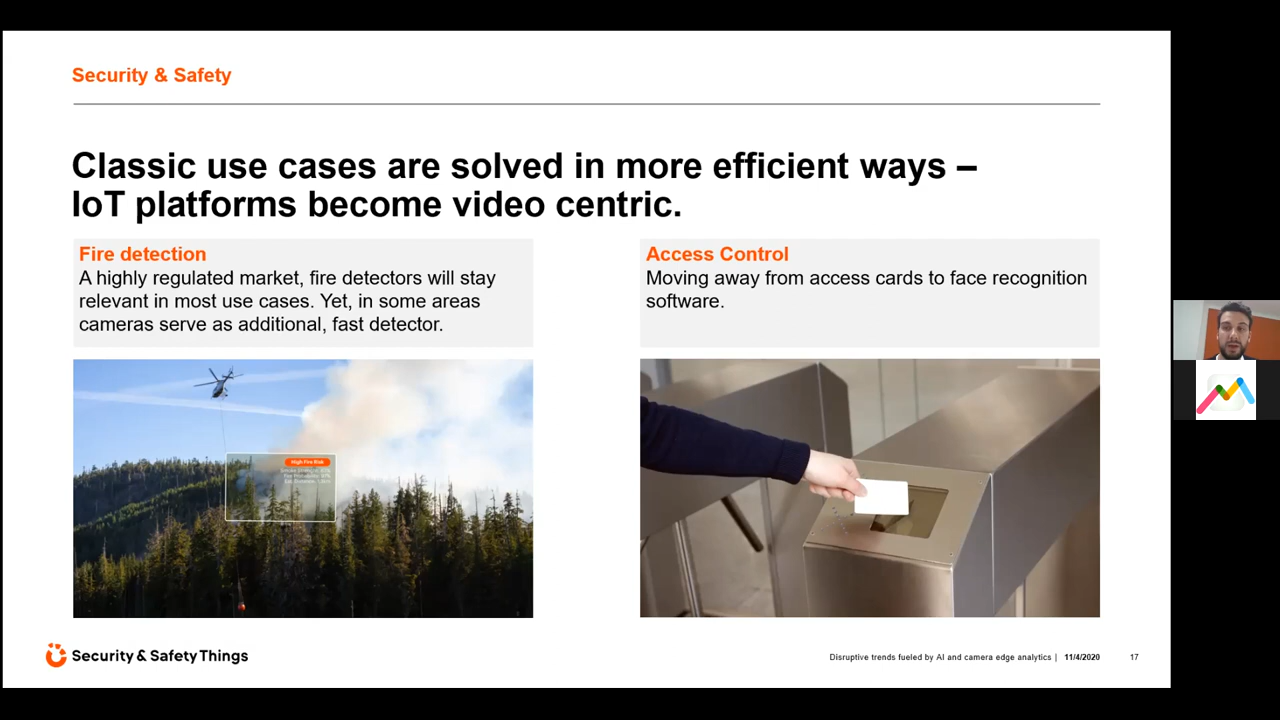 Security & Safety
Classic use cases are solved in more efficient ways –
IoT platforms become video centric.
Fire detection
A highly regulated market, fire detectors will stay
relevant in most use cases. Yet, in some areas
cameras serve as additional, fast detector.
Access Control
Moving away from access cards to face recognition
software.
High Fire Risk
Security & Safety Things
Disruptive trends fueled by AI and camera edge analytics | 11/4/2020 17